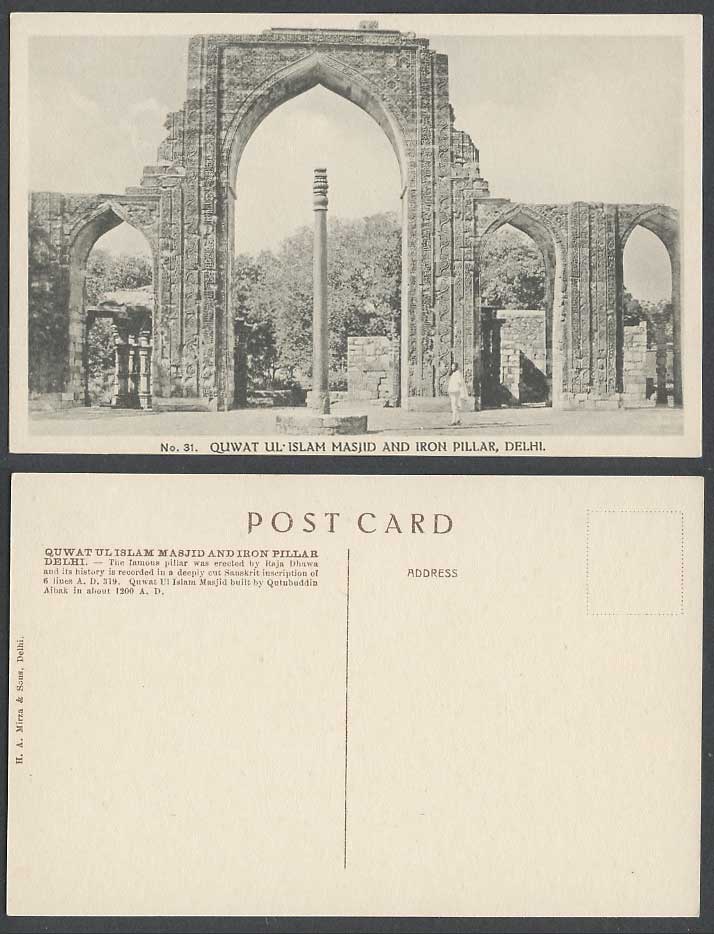 No. 31. QUWAT UL·ISLAM MASJID AND IRON PILLAR, DELHI.
POST CARD
QUWAT UL ISLAM MASJID AND IRON PILLAR
DELHI. — The famous pillar was erected by Raja Dhawa
and its history is recorded in a deeply cut Sanskrit inscription of
6 lines A. D. 319. Quwat Ul Islam Masjid built by Qutubuddin
Aibak in about 1200 A. D.
ADDRESS
H. A. Mirza & Sons, Delhi.